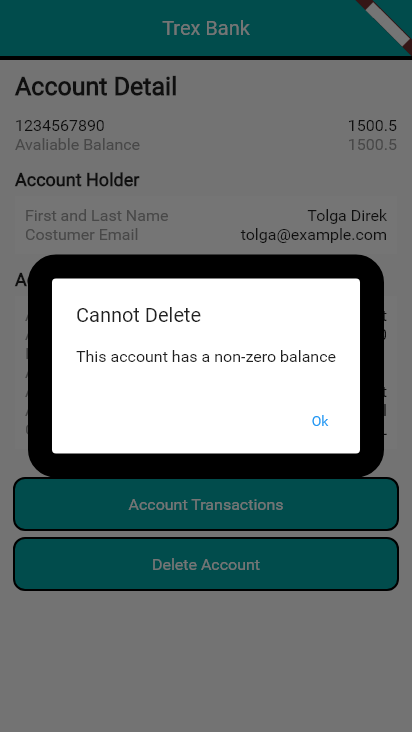 Trex Bank
Account Detail
1234567890 1500.5
Avaliable Balance 1500.5
Account Holder
First and Last Name Tolga Direk
Costumer Email tolga@example.com
Cannot Delete
This account has a non-zero balance
Ok
Account Transactions
Delete Account